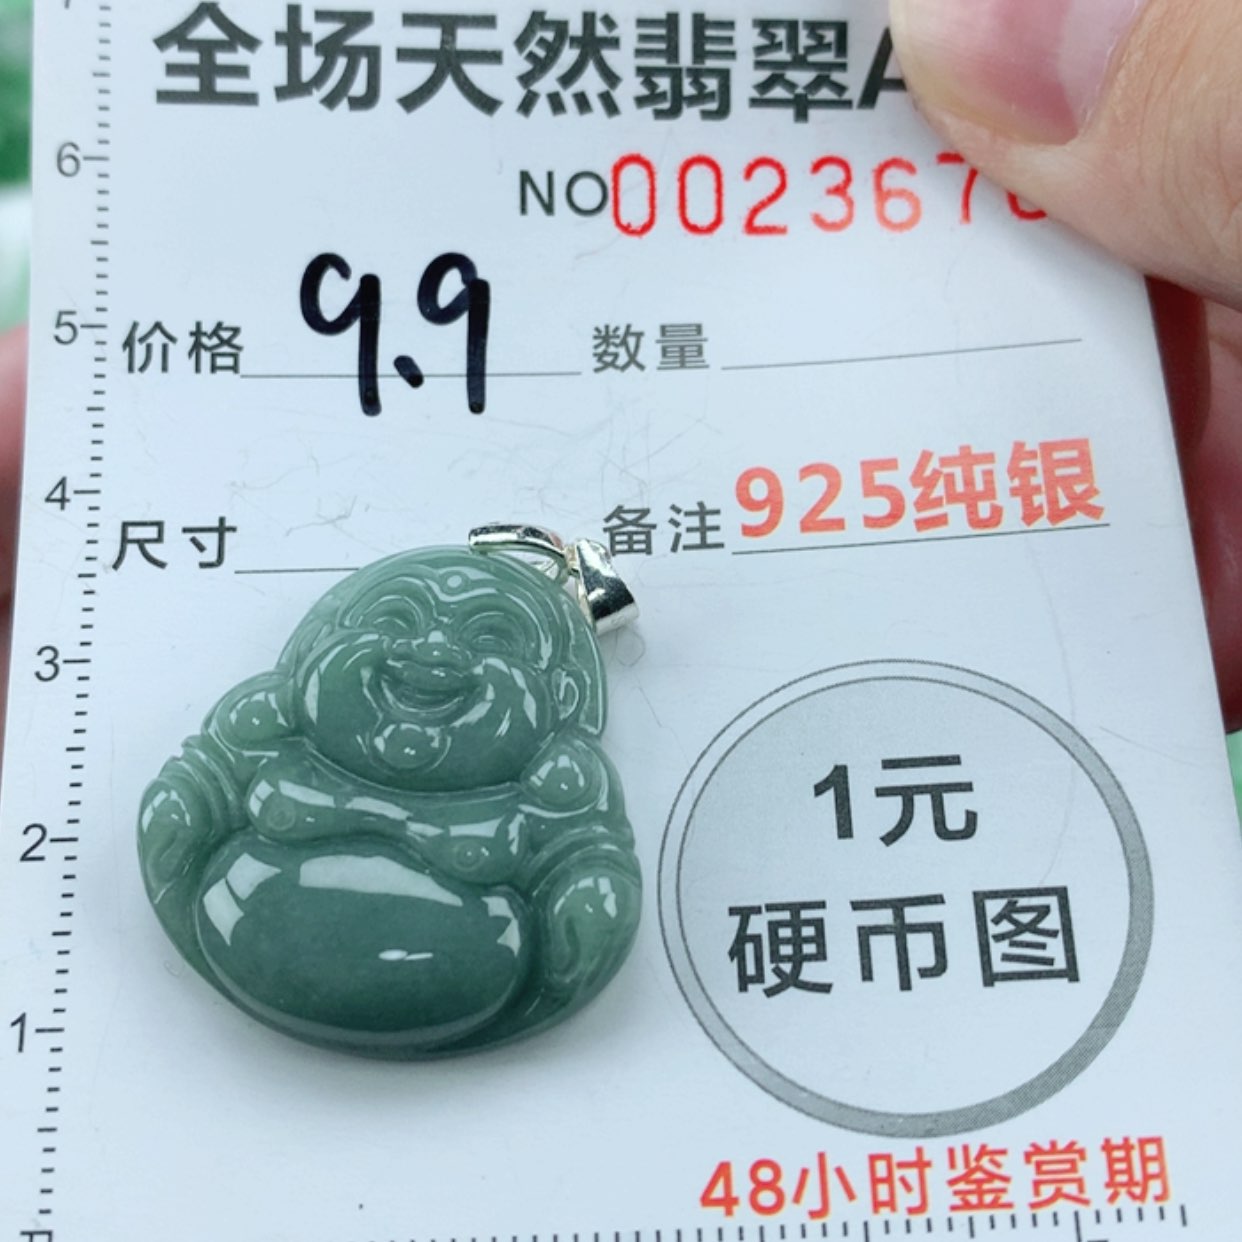 全场天然翡翠A
NO 0023676
价格 9.9 数量
尺寸 备注 925纯银
1元
硬币图
48小时鉴赏期
6
5
4
3
2
1